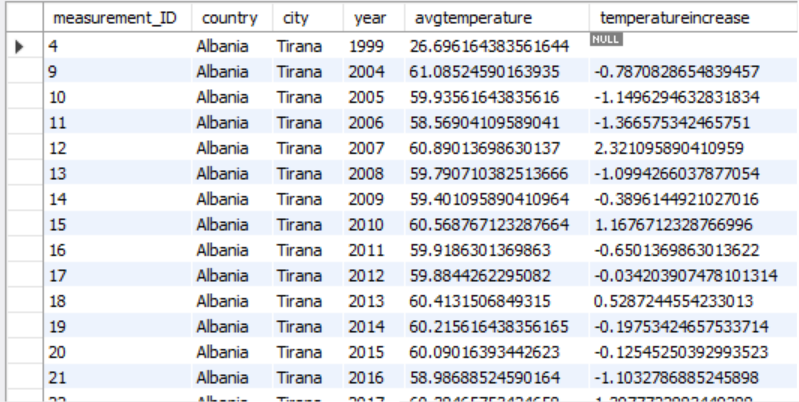 measurement_ID country city year avgtemperature temperatureincrease
4 Albania Tirana 1999 26.696164383561644 NULL
9 Albania Tirana 2004 61.08524590163935 -0.7870828654839457
10 Albania Tirana 2005 59.93561643835616 -1.1496294632831834
11 Albania Tirana 2006 58.56904109589041 -1.366575342465751
12 Albania Tirana 2007 60.89013698630137 2.321095890410959
13 Albania Tirana 2008 59.790710382513666 -1.0994266037877054
14 Albania Tirana 2009 59.401095890410964 -0.3896144921027016
15 Albania Tirana 2010 60.568767123287664 1.1676712328766996
16 Albania Tirana 2011 59.9186301369863 -0.6501369863013622
17 Albania Tirana 2012 59.8844262295082 -0.034203907478101314
18 Albania Tirana 2013 60.4131506849315 0.5287244554233013
19 Albania Tirana 2014 60.215616438356165 -0.19753424657533714
20 Albania Tirana 2015 60.09016393442623 -0.12545250392993523
21 Albania Tirana 2016 58.98688524590164 -1.1032786885245898
Albania Tirana 2017